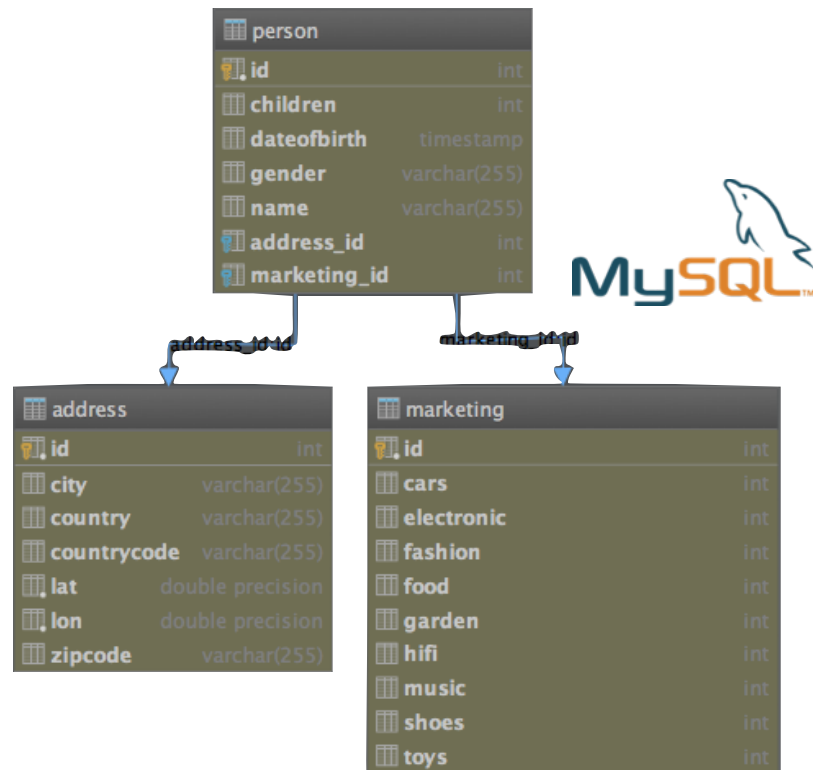 person
id int
children int
dateofbirth timestamp
gender varchar(255)
name varchar(255)
address_id int
marketing_id int
MySQL™
address_id:id
marketing_id:id
address
id int
city varchar(255)
country varchar(255)
countrycode varchar(255)
lat double precision
lon double precision
zipcode varchar(255)
marketing
id int
cars int
electronic int
fashion int
food int
garden int
hifi int
music int
shoes int
toys int